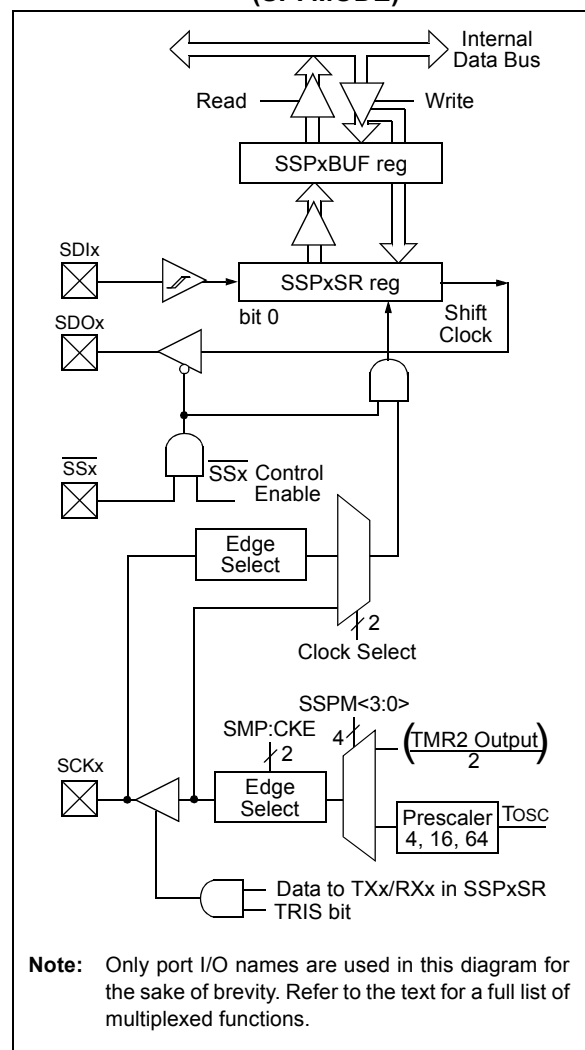 (SPI MODE)
Internal
Data Bus
Read
Write
SSPxBUF reg
SDIx
SSPxSR reg
bit 0
Shift
Clock
SDOx
SSx
SSx Control
Enable
Edge
Select
2
Clock Select
SSPM<3:0>
SMP:CKE
4
(TMR2 Output)
2
2
SCKx
Edge
Select
Prescaler
4, 16, 64
TOSC
Data to TXx/RXx in SSPxSR
TRIS bit
Note: Only port I/O names are used in this diagram for
the sake of brevity. Refer to the text for a full list of
multiplexed functions.